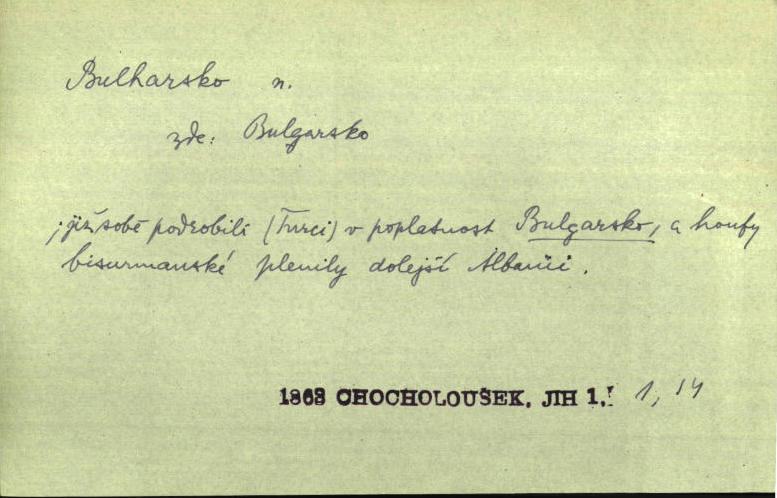 Bulharsko n.
zde: Bulgarsko
; již sobě podrobili (Turci) v poplatnost Bulgarsko, a houfy
bisurmanské plenily dolejší Albanii.
1863 CHOCHOLOUŠEK, JIH 1, 1, 14